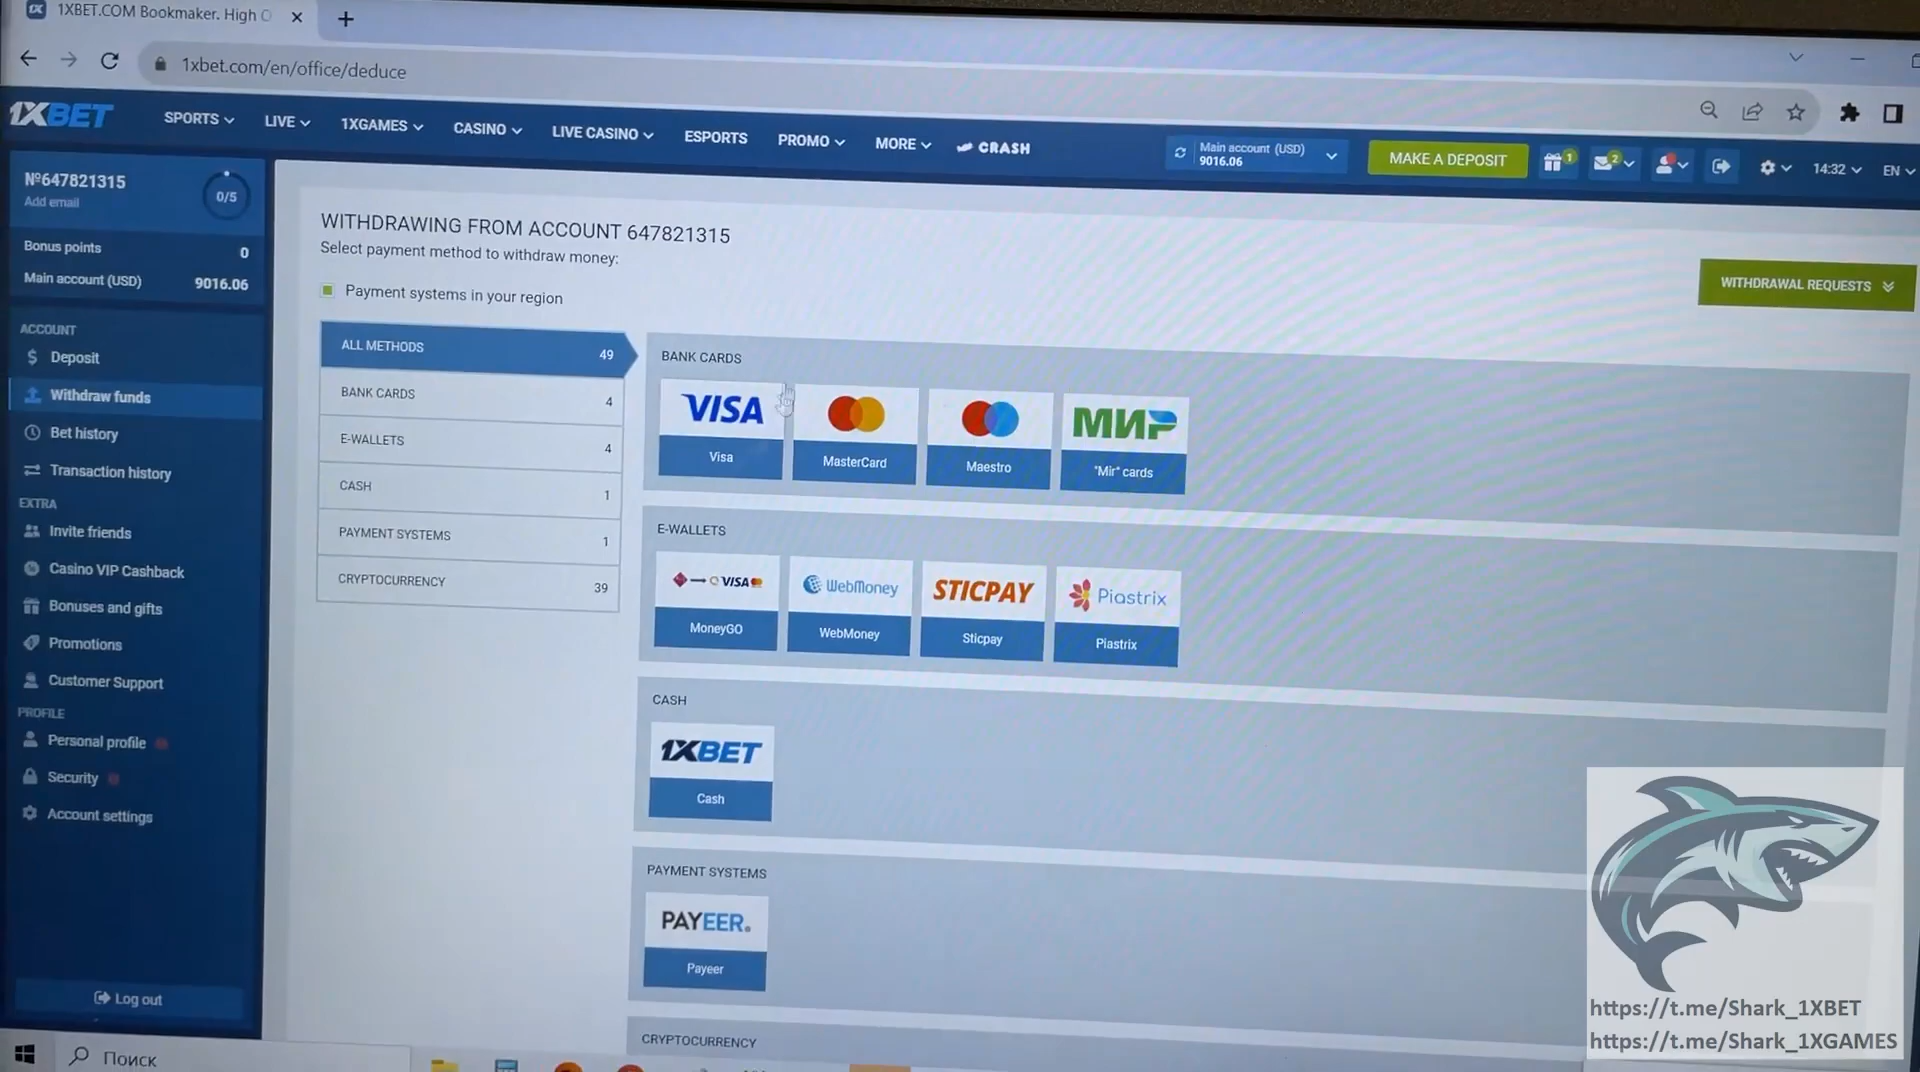 1XBET.COM Bookmaker. High O
1xbet.com/en/office/deduce
1XBET
SPORTS
LIVE
1XGAMES
CASINO
LIVE CASINO
ESPORTS
PROMO
MORE
CRASH
Main account (USD)
9016.06
MAKE A DEPOSIT
1
2
14:32
EN
№647821315
Add email
0/5
Bonus points 0
Main account (USD) 9016.06
ACCOUNT
Deposit
Withdraw funds
Bet history
Transaction history
EXTRA
Invite friends
Casino VIP Cashback
Bonuses and gifts
Promotions
Customer Support
PROFILE
Personal profile
Security
Account settings
Log out
WITHDRAWING FROM ACCOUNT 647821315
Select payment method to withdraw money:
Payment systems in your region
WITHDRAWAL REQUESTS
ALL METHODS 49
BANK CARDS 4
E-WALLETS 4
CASH 1
PAYMENT SYSTEMS 1
CRYPTOCURRENCY 39
BANK CARDS
VISA
МИР
Visa
MasterCard
Maestro
"Mir" cards
E-WALLETS
VISA
WebMoney
STICPAY
Piastrix
MoneyGO
WebMoney
Sticpay
Piastrix
CASH
1XBET
Cash
PAYMENT SYSTEMS
PAYEER
Payeer
CRYPTOCURRENCY
Поиск
https://t.me/Shark_1XBET
https://t.me/Shark_1XGAMES